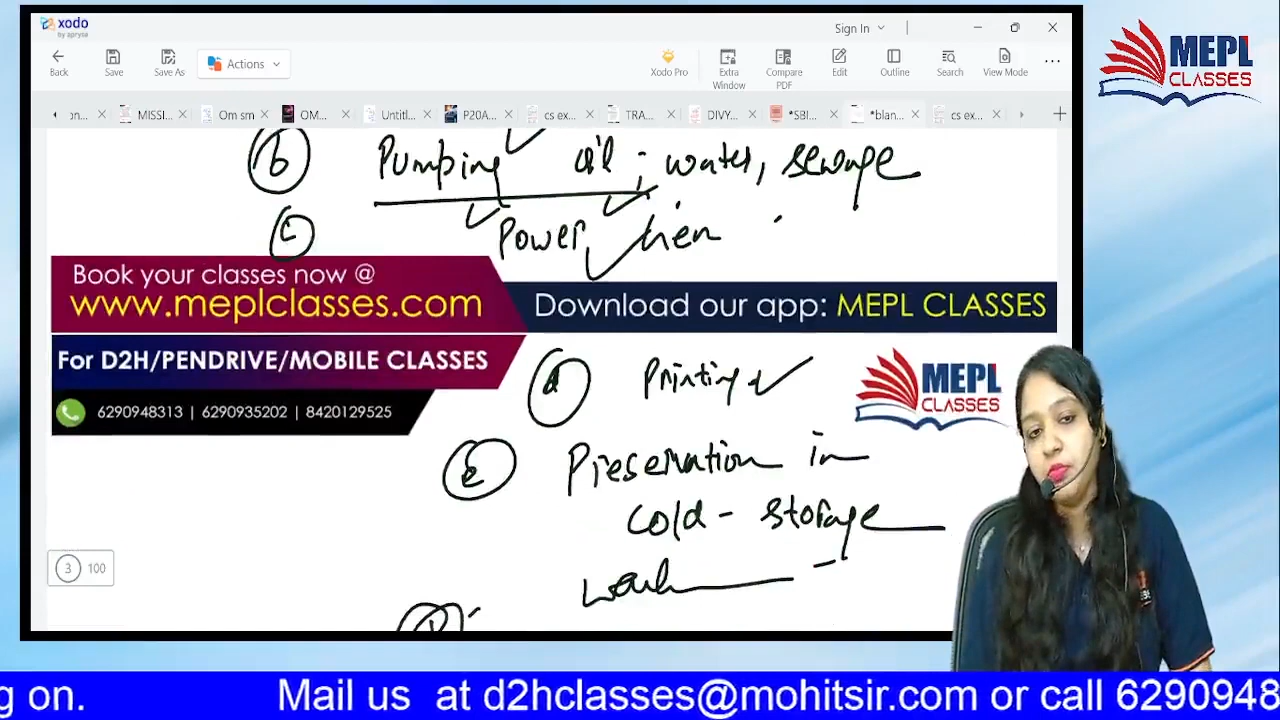 xodo
by apryse
Sign In
Back
Save
Save As
Actions
Xodo Pro
Extra Window
Compare PDF
Edit
Outline
Search
View Mode
MISSI..
Om sm
OM...
Untitl..
P20A..
cs ex...
TRA...
DIVY..
*SBI..
*blan..
cs ex...
MEPL
CLASSES
b Pumping oil, water, sewage
c Power
Book your classes now @
www.meplclasses.com
Download our app: MEPL CLASSES
For D2H/PENDRIVE/MOBILE CLASSES
6290948313 | 6290935202 | 8420129525
MEPL
CLASSES
d Printing
e Preservation in
cold - storage
3 100
g on. Mail us at d2hclasses@mohitsir.com or call 6290948